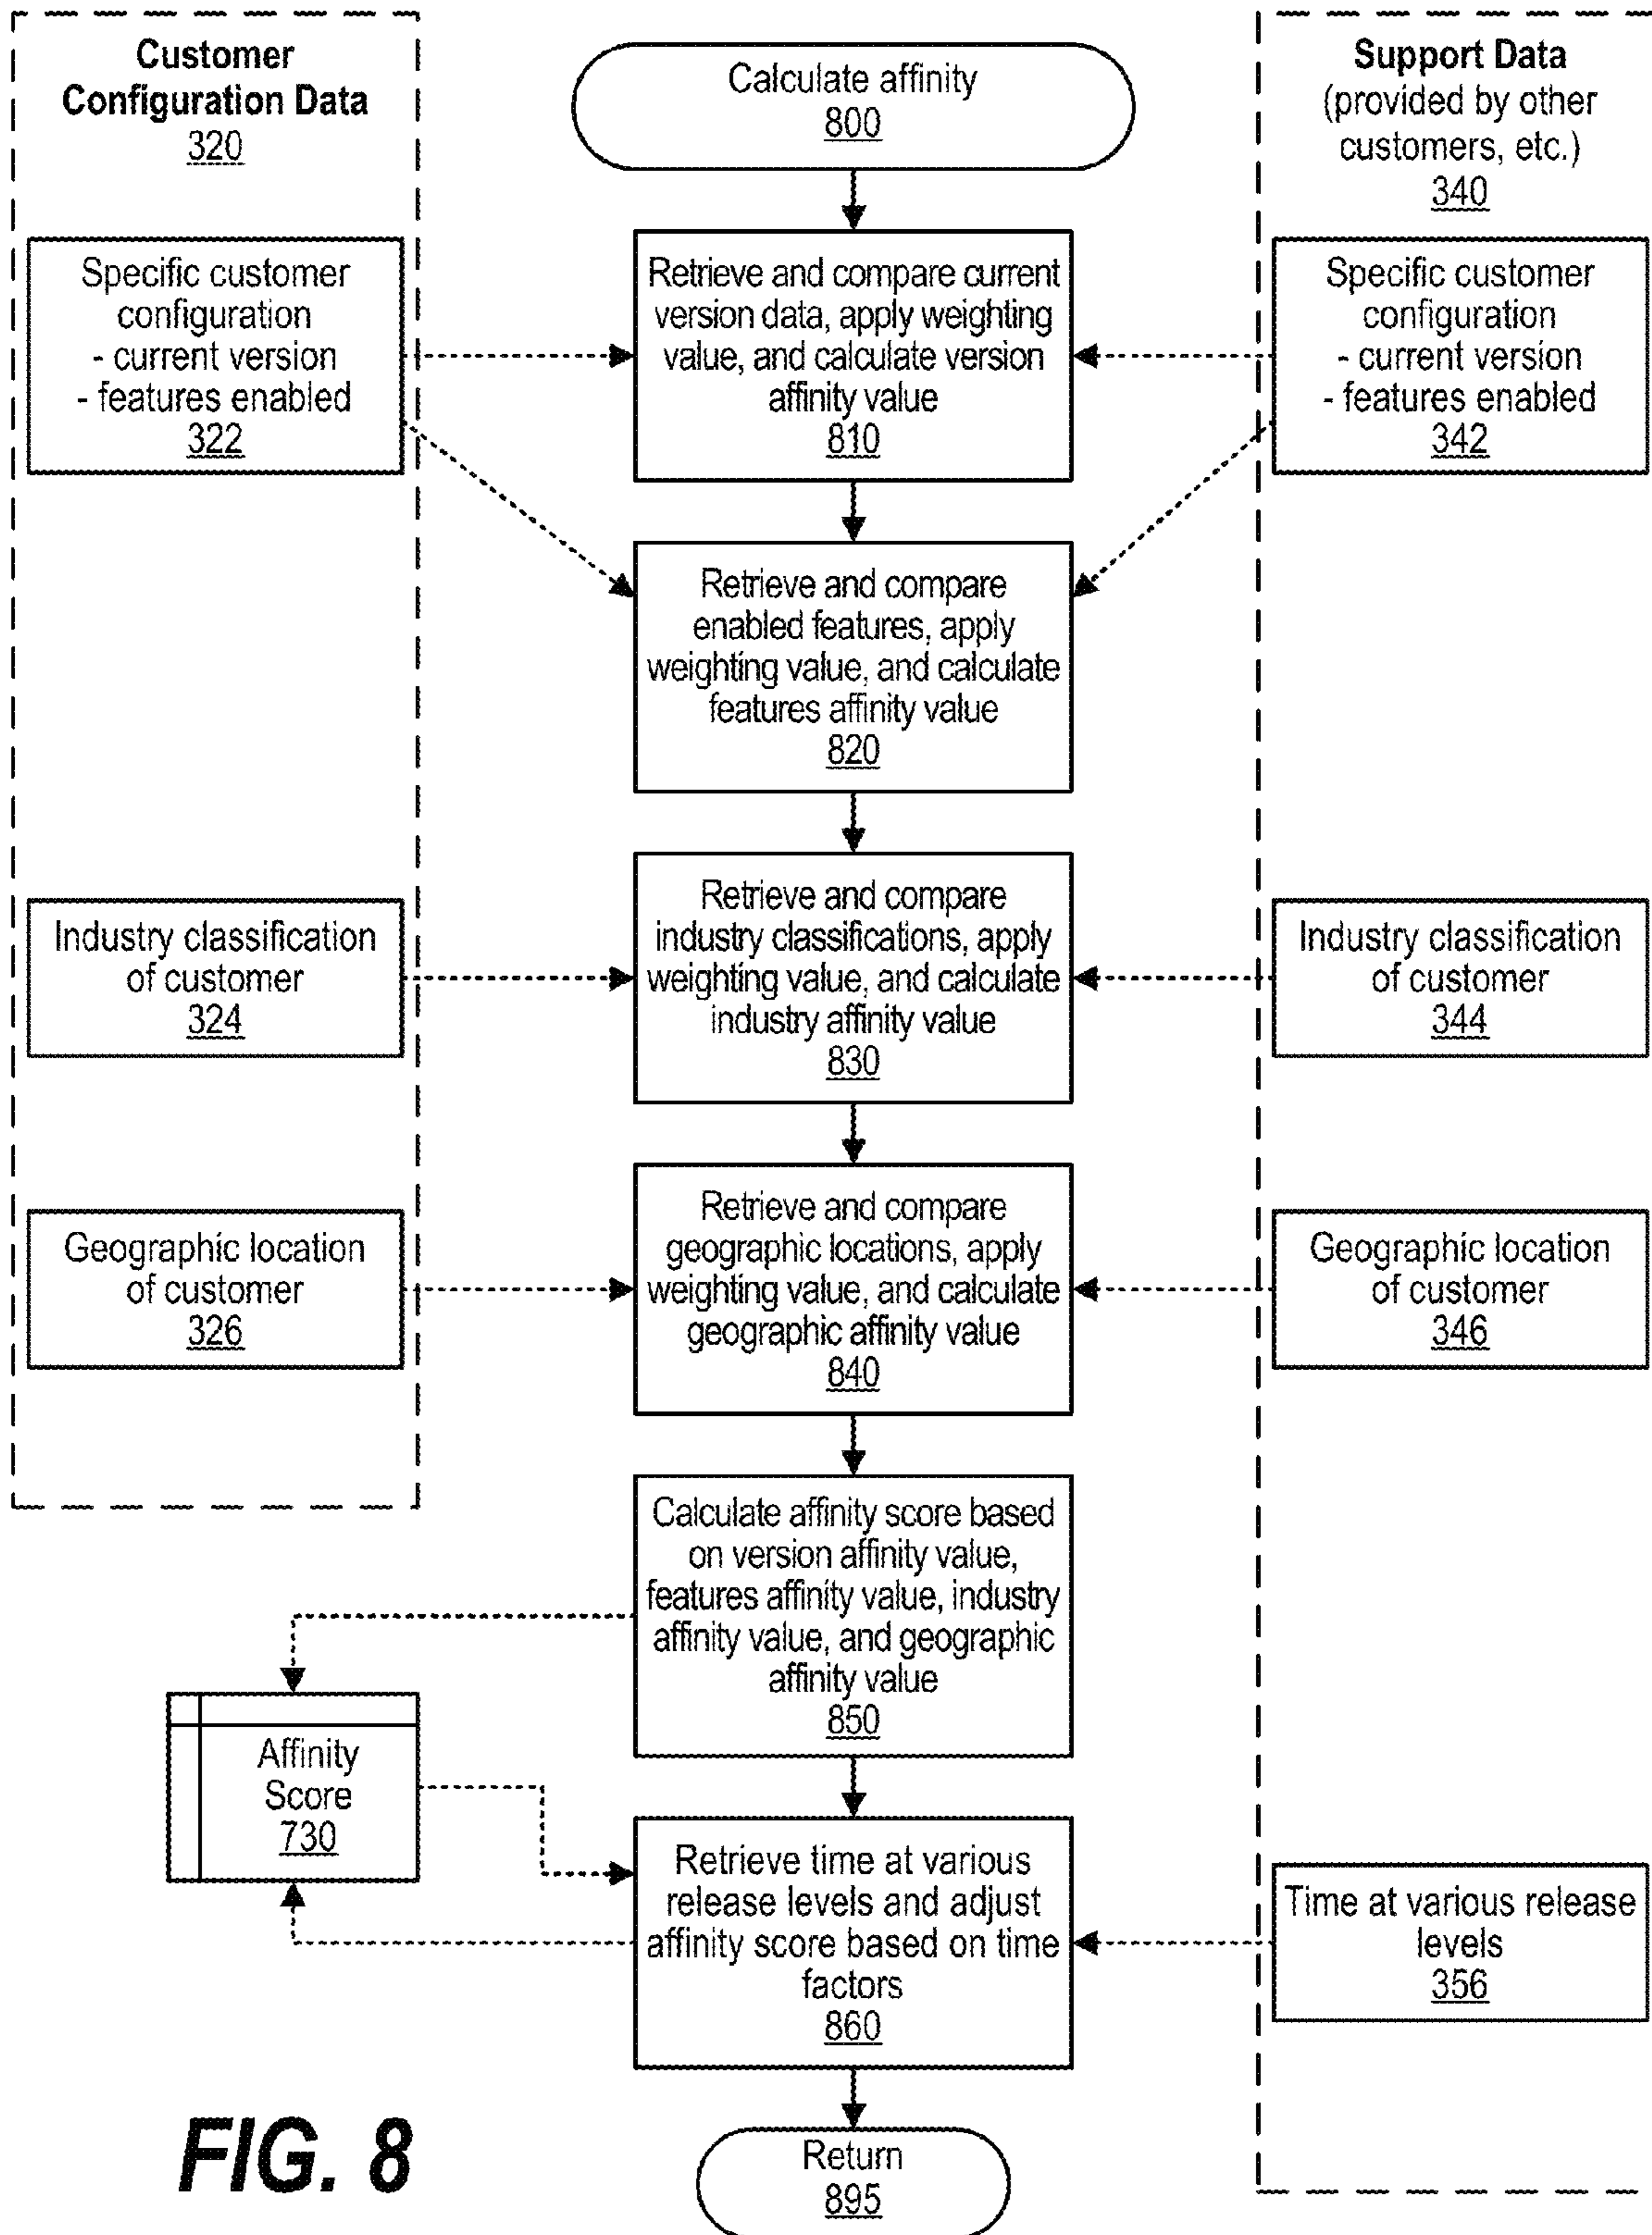 Customer
Configuration Data
320
Specific customer
configuration
- current version
- features enabled
322
Industry classification
of customer
324
Geographic location
of customer
326
Calculate affinity
800
Retrieve and compare current
version data, apply weighting
value, and calculate version
affinity value
810
Retrieve and compare
enabled features, apply
weighting value, and calculate
features affinity value
820
Retrieve and compare
industry classifications, apply
weighting value, and calculate
industry affinity value
830
Retrieve and compare
geographic locations, apply
weighting value, and calculate
geographic affinity value
840
Calculate affinity score based
on version affinity value,
features affinity value, industry
affinity value, and geographic
affinity value
850
Affinity
Score
730
Retrieve time at various
release levels and adjust
affinity score based on time
factors
860
Return
895
Support Data
(provided by other
customers, etc.)
340
Specific customer
configuration
- current version
- features enabled
342
Industry classification
of customer
344
Geographic location
of customer
346
Time at various release
levels
356
FIG. 8